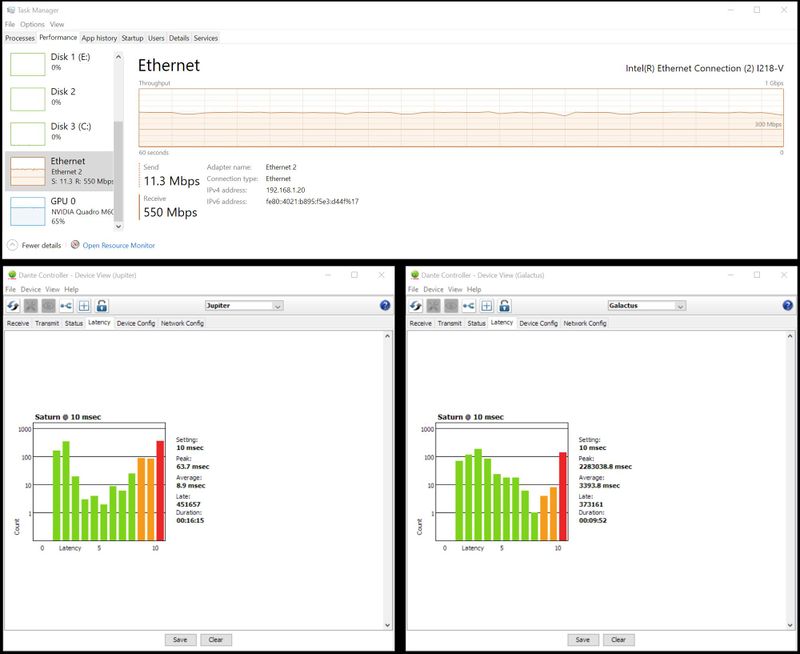 Task Manager
File Options View
Processes Performance App history Startup Users Details Services
Disk 1 (E:)
0%
Disk 2
0%
Disk 3 (C:)
0%
Ethernet
Ethernet 2
S: 11.3 R: 550 Mbps
GPU 0
NVIDIA Quadro M60
65%
Ethernet
Intel(R) Ethernet Connection (2) I218-V
Throughput 1 Gbps
300 Mbps
60 seconds 0
Send
11.3 Mbps
Receive
550 Mbps
Adapter name: Ethernet 2
Connection type: Ethernet
IPv4 address: 192.168.1.20
IPv6 address: fe80::4021:b895:f5e3:d44f%17
Fewer details Open Resource Monitor
Dante Controller - Device View (Jupiter)
File Device View Help
Jupiter
Receive Transmit Status Latency Device Config Network Config
Saturn @ 10 msec
1000
100
10
1
Count
0 Latency 5 10
Setting:
10 msec
Peak:
63.7 msec
Average:
8.9 msec
Late:
451657
Duration:
00:16:15
Save Clear
Dante Controller - Device View (Galactus)
File Device View Help
Galactus
Receive Transmit Status Latency Device Config Network Config
Saturn @ 10 msec
1000
100
10
1
Count
0 Latency 5 10
Setting:
10 msec
Peak:
2283038.8 msec
Average:
3393.8 msec
Late:
373161
Duration:
00:09:52
Save Clear